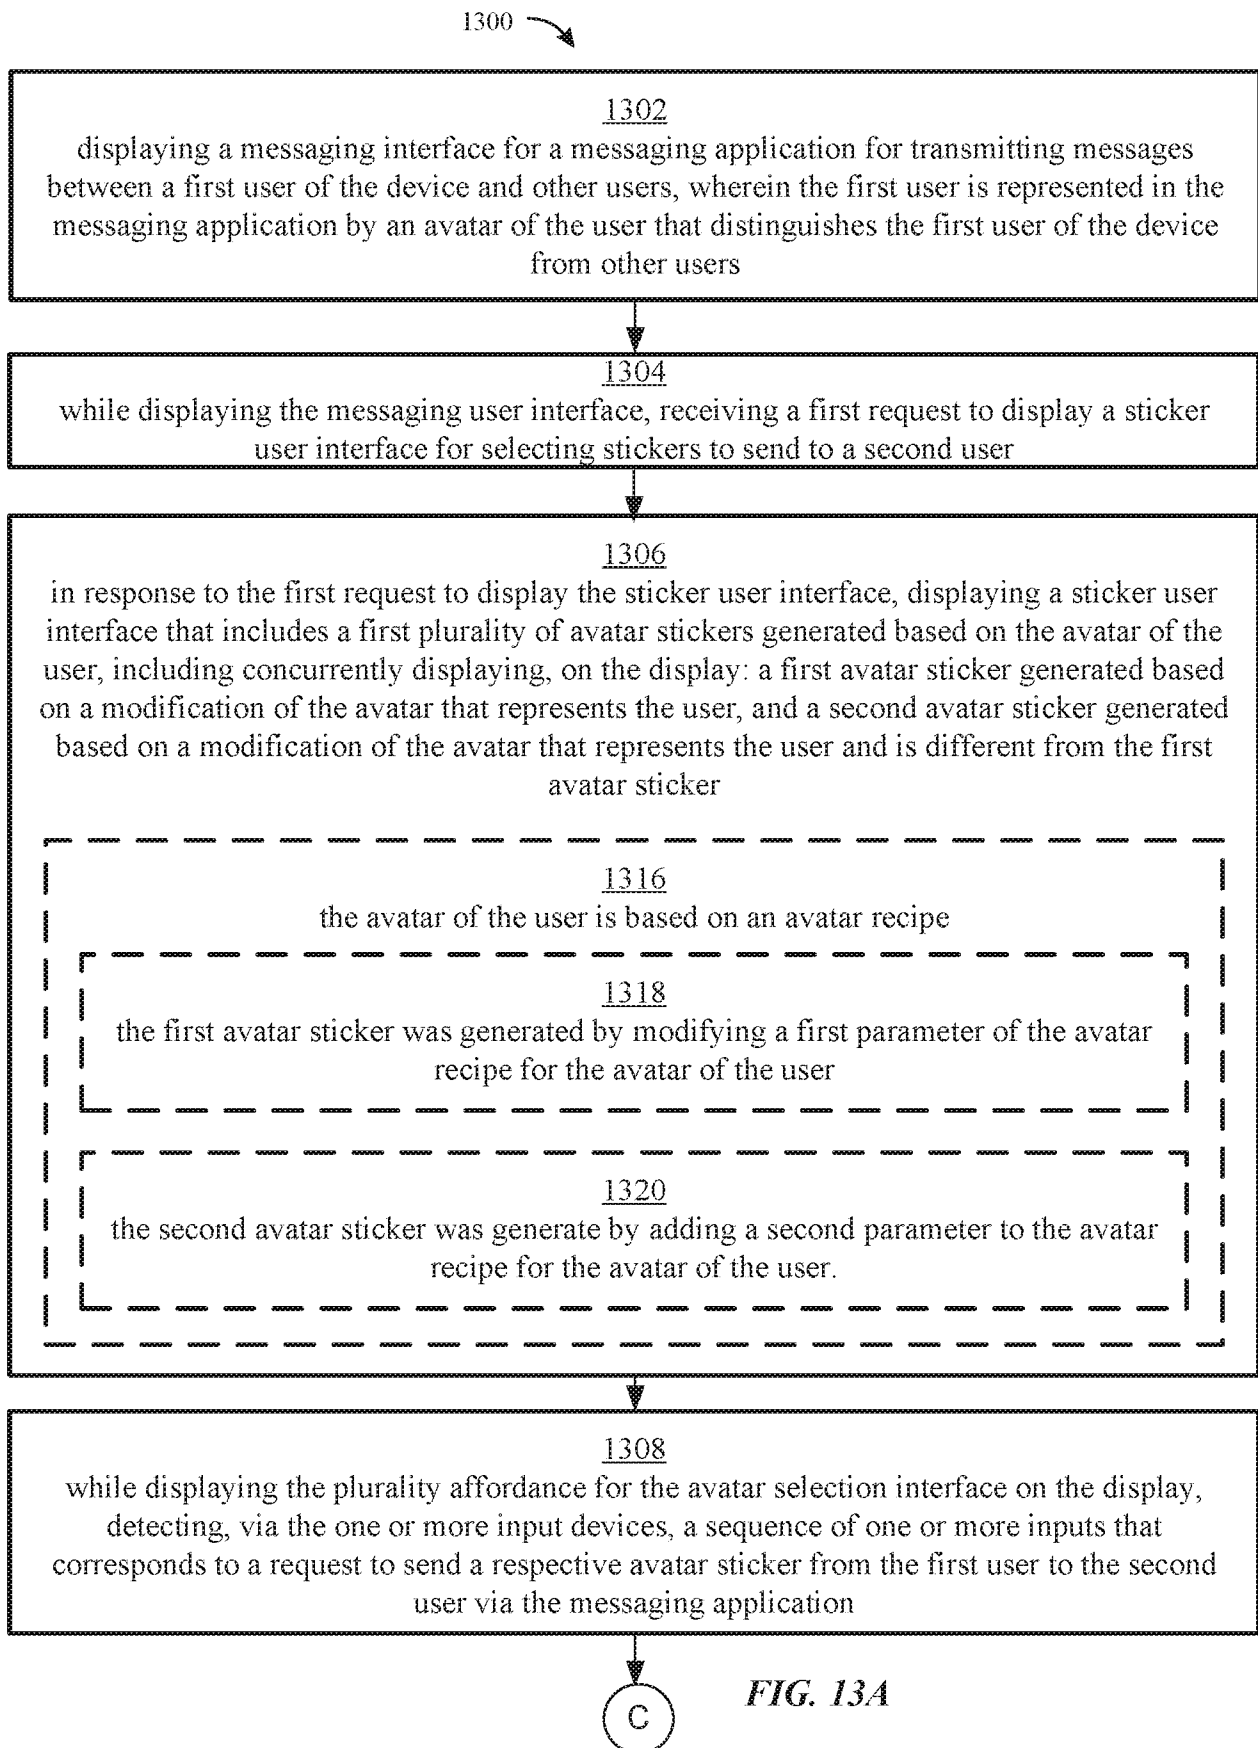 1300
1302
displaying a messaging interface for a messaging application for transmitting messages
between a first user of the device and other users, wherein the first user is represented in the
messaging application by an avatar of the user that distinguishes the first user of the device
from other users
1304
while displaying the messaging user interface, receiving a first request to display a sticker
user interface for selecting stickers to send to a second user
1306
in response to the first request to display the sticker user interface, displaying a sticker user
interface that includes a first plurality of avatar stickers generated based on the avatar of the
user, including concurrently displaying, on the display: a first avatar sticker generated based
on a modification of the avatar that represents the user, and a second avatar sticker generated
based on a modification of the avatar that represents the user and is different from the first
avatar sticker
1316
the avatar of the user is based on an avatar recipe
1318
the first avatar sticker was generated by modifying a first parameter of the avatar
recipe for the avatar of the user
1320
the second avatar sticker was generate by adding a second parameter to the avatar
recipe for the avatar of the user.
1308
while displaying the plurality affordance for the avatar selection interface on the display,
detecting, via the one or more input devices, a sequence of one or more inputs that
corresponds to a request to send a respective avatar sticker from the first user to the second
user via the messaging application
FIG. 13A
C